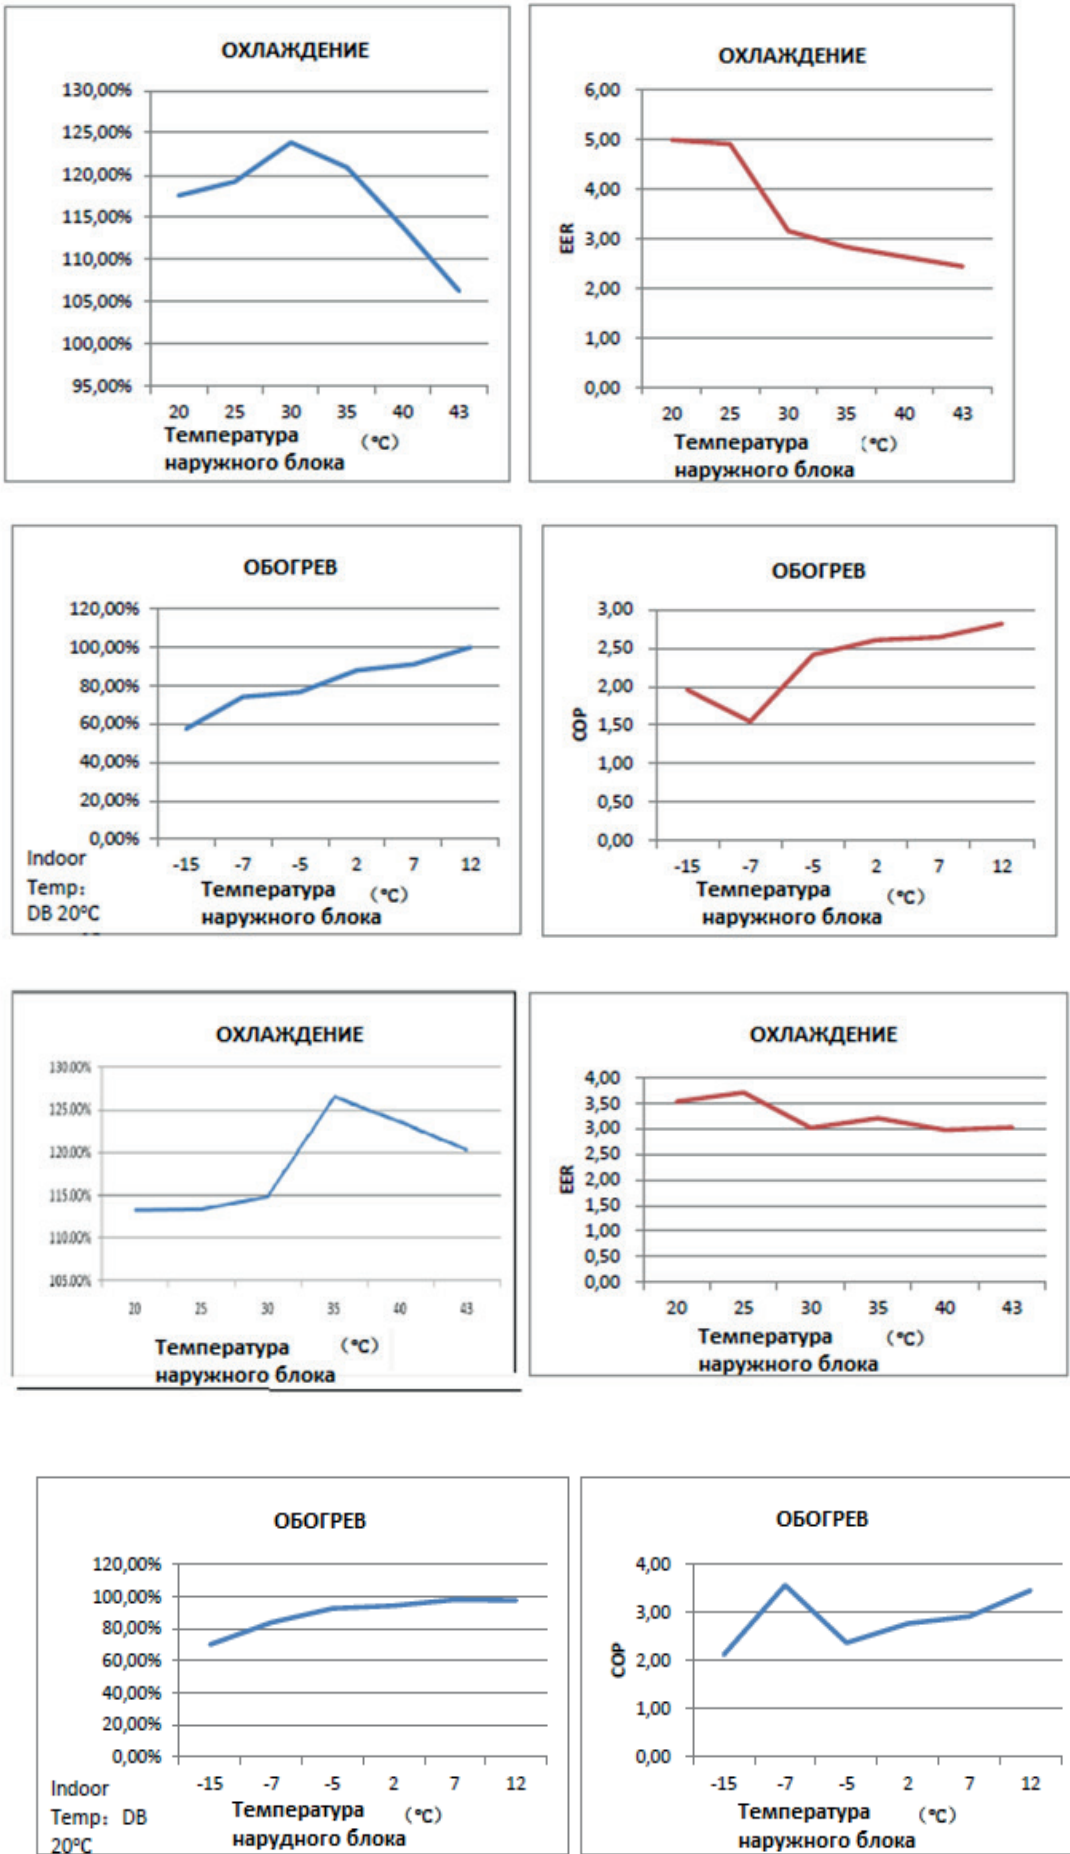 ОХЛАЖДЕНИЕ
130,00%
125,00%
120,00%
115,00%
110,00%
105,00%
100,00%
95,00%
20 25 30 35 40 43
Температура (°C)
наружного блока
ОХЛАЖДЕНИЕ
6,00
5,00
4,00
3,00
2,00
1,00
0,00
EER
20 25 30 35 40 43
Температура (°C)
наружного блока
ОБОГРЕВ
120,00%
100,00%
80,00%
60,00%
40,00%
20,00%
0,00%
-15 -7 -5 2 7 12
Indoor
Temp:
DB 20°C
Температура (°C)
наружного блока
ОБОГРЕВ
3,00
2,50
2,00
1,50
1,00
0,50
0,00
COP
-15 -7 -5 2 7 12
Температура (°C)
наружного блока
ОХЛАЖДЕНИЕ
130.00%
125.00%
120.00%
115.00%
110.00%
105.00%
20 25 30 35 40 43
Температура (°C)
наружного блока
ОХЛАЖДЕНИЕ
4,00
3,50
3,00
2,50
2,00
1,50
1,00
0,50
0,00
EER
20 25 30 35 40 43
Температура (°C)
наружного блока
ОБОГРЕВ
120,00%
100,00%
80,00%
60,00%
40,00%
20,00%
0,00%
-15 -7 -5 2 7 12
Indoor
Temp: DB
20°C
Температура (°C)
нарудного блока
ОБОГРЕВ
4,00
3,00
2,00
1,00
0,00
COP
-15 -7 -5 2 7 12
Температура (°C)
наружного блока